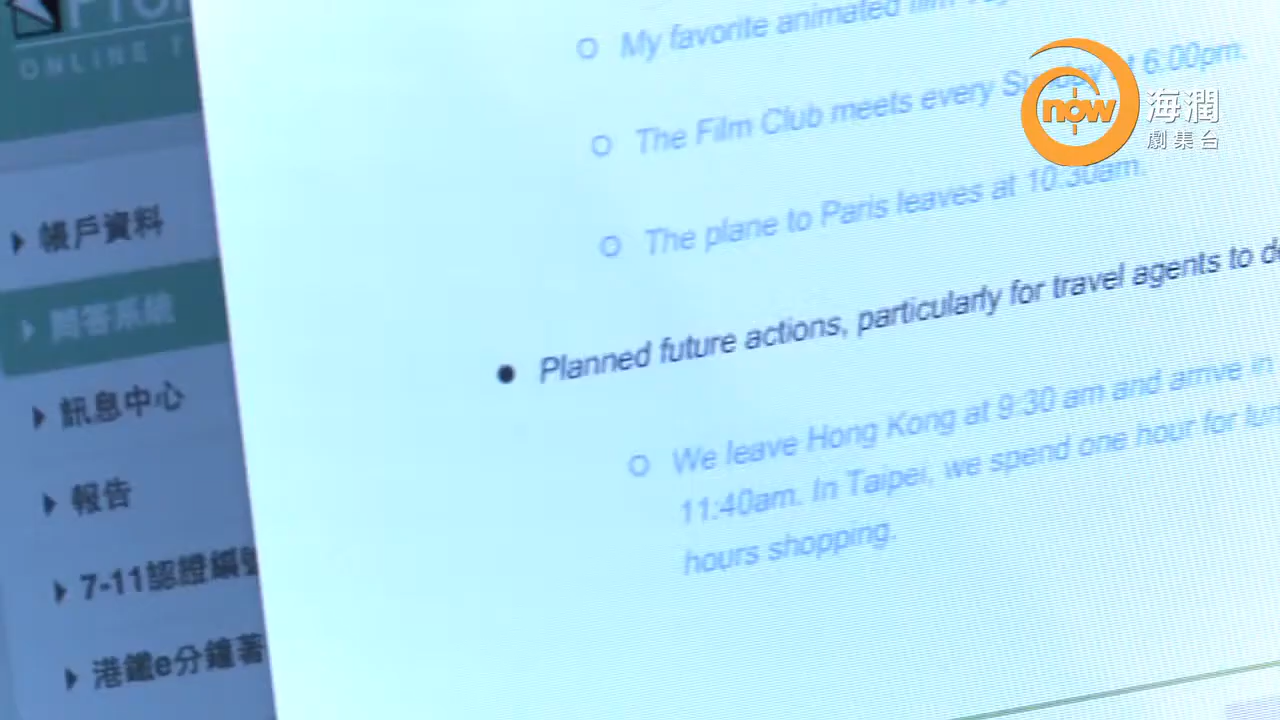 ONLINE
My favorite animated film
The Film Club meets every Sunday at 6.00pm.
The plane to Paris leaves at 10:30am.
Planned future actions, particularly for travel agents to
We leave Hong Kong at 9:30 am and arrive in
11:40am. In Taipei, we spend one hour for
hours shopping.
帳戶資料
問答系統
訊息中心
報告
7-11認證編號
港鐵e分鐘著
now
海潤
劇集台